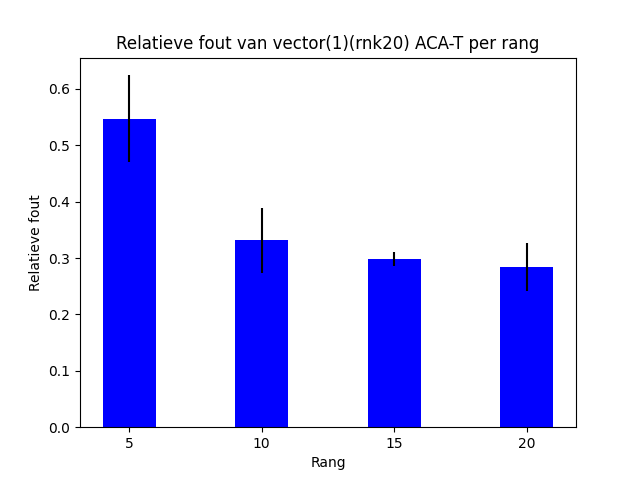 Relatieve fout van vector(1)(rnk20) ACA-T per rang
Relatieve fout
0.6
0.5
0.4
0.3
0.2
0.1
0.0
5 10 15 20
Rang